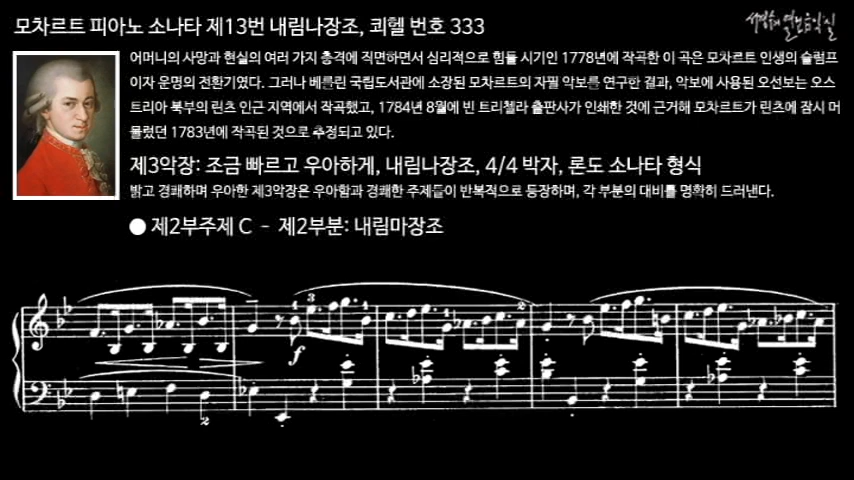 모차르트 피아노 소나타 제13번 내림나장조, 쾨헬 번호 333
서정혜 열린음악실
어머니의 사망과 현실의 여러 가지 충격에 직면하면서 심리적으로 힘들 시기인 1778년에 작곡한 이 곡은 모차르트 인생의 슬럼프
이자 운명의 전환기였다. 그러나 베를린 국립도서관에 소장된 모차르트의 자필 악보를 연구한 결과, 악보에 사용된 오선보는 오스
트리아 북부의 린츠 인근 지역에서 작곡했고, 1784년 8월에 빈 트리첼라 출판사가 인쇄한 것에 근거해 모차르트가 린츠에 잠시 머
물렀던 1783년에 작곡된 것으로 추정되고 있다.
제3악장: 조금 빠르고 우아하게, 내림나장조, 4/4 박자, 론도 소나타 형식
밝고 경쾌하며 우아한 제3악장은 우아함과 경쾌한 주제들이 반복적으로 등장하며, 각 부분의 대비를 명확히 드러낸다.
● 제2부주제 C - 제2부분: 내림마장조
3
1
1
2
1
f
2